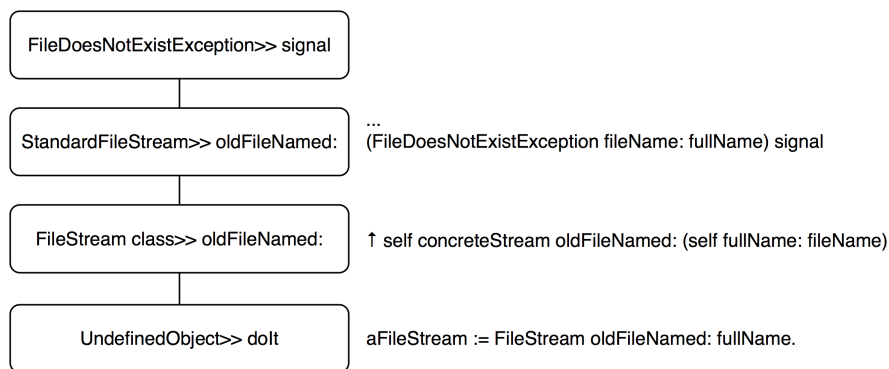 FileDoesNotExistException>> signal
...
StandardFileStream>> oldFileNamed:
(FileDoesNotExistException fileName: fullName) signal
FileStream class>> oldFileNamed:
↑ self concreteStream oldFileNamed: (self fullName: fileName)
UndefinedObject>> doIt
aFileStream := FileStream oldFileNamed: fullName.